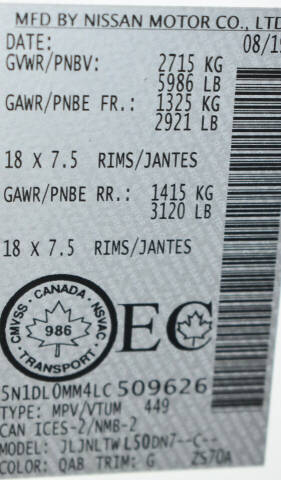 MFD BY NISSAN MOTOR CO., LTD
DATE: 08/19
GVWR/PNBV: 2715 KG
5986 LB
GAWR/PNBE FR.: 1325 KG
2921 LB
18 X 7.5 RIMS/JANTES
GAWR/PNBE RR.: 1415 KG
3120 LB
18 X 7.5 RIMS/JANTES
CMVSS · CANADA · NSVAC
986
· TRANSPORT ·
EC
5N1DL0MM4LC509626
TYPE: MPV/VTUM 449
CAN ICES-2/NMB-2
MODEL: JLJNLTWL50DN7--C--
COLOR: QAB TRIM: G ZS70A